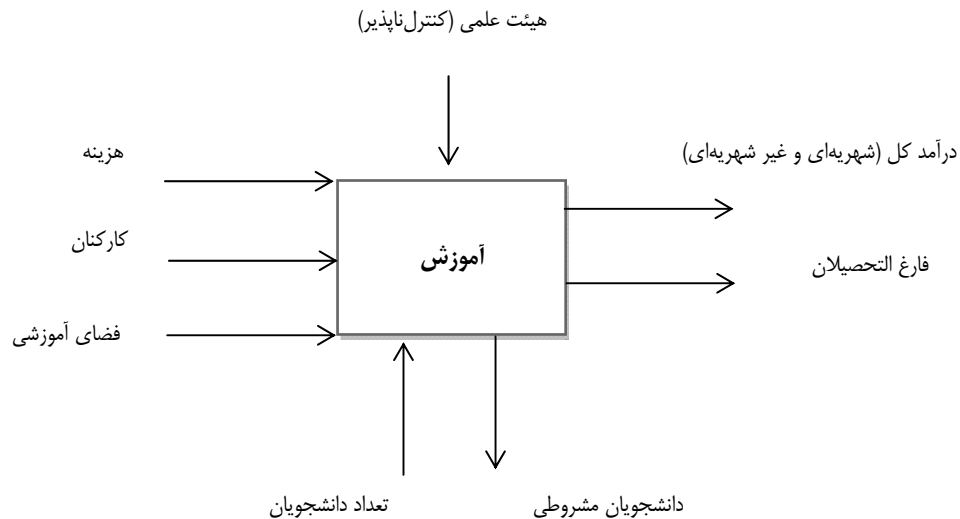 هیئت علمی (کنترل‌ناپذیر)
درآمد کل (شهریه‌ای و غیر شهریه‌ای)
هزینه
کارکنان
آموزش
فارغ التحصیلان
فضای آموزشی
دانشجویان مشروطی
تعداد دانشجویان